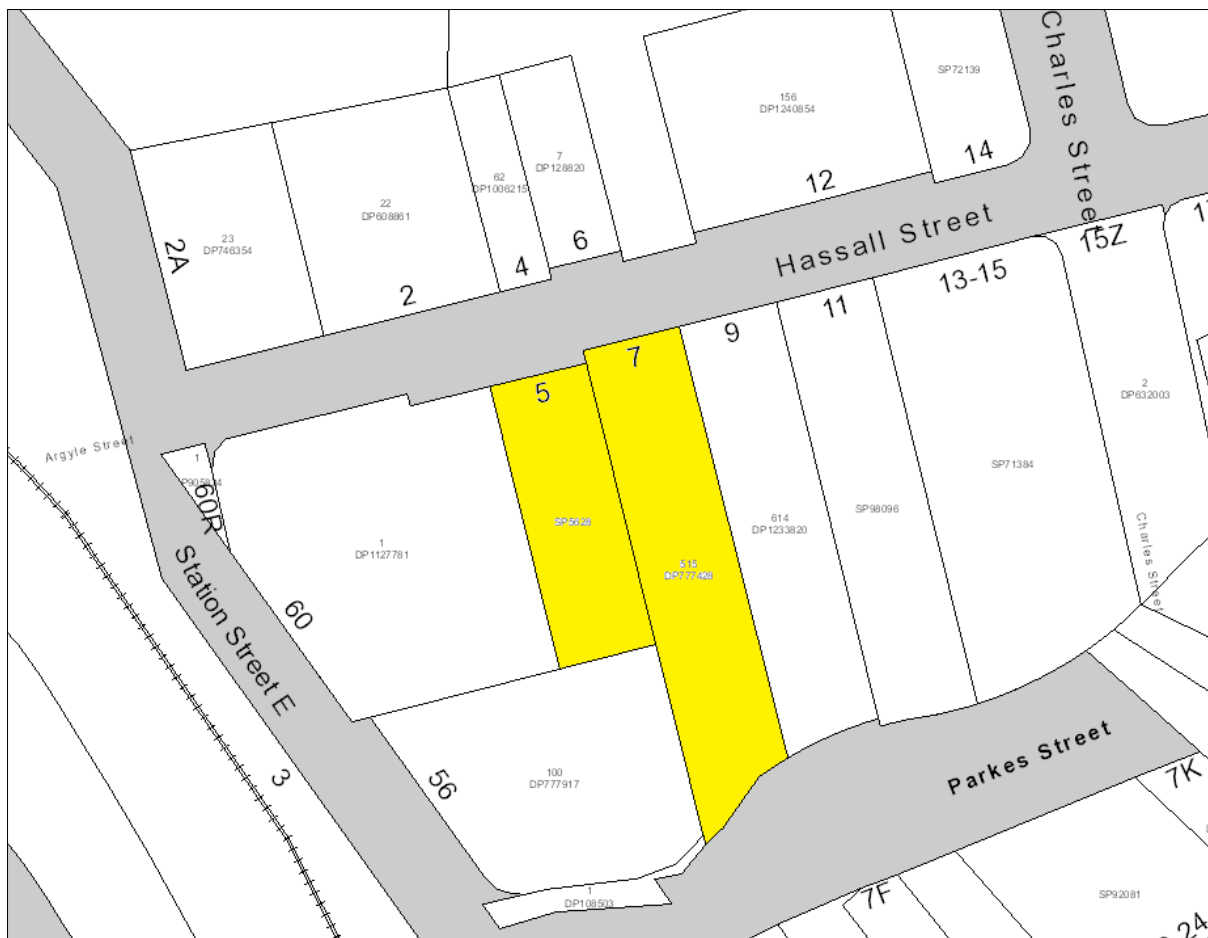 Charles Street
SP72139
156
DP1240854
14
12
7
DP128820
62
DP1006215
22
DP608861
23
DP746354
2A
6
4
2
Hassall Street
15Z
13-15
11
9
7
5
2
DP632003
Argyle Street
1
60R
SP71384
SP98096
614
DP1233820
SP5628
515
DP777428
1
DP1127781
Charles Street
Station Street E
60
56
3
100
DP777917
Parkes Street
7K
7F
1
DP108503
SP92081